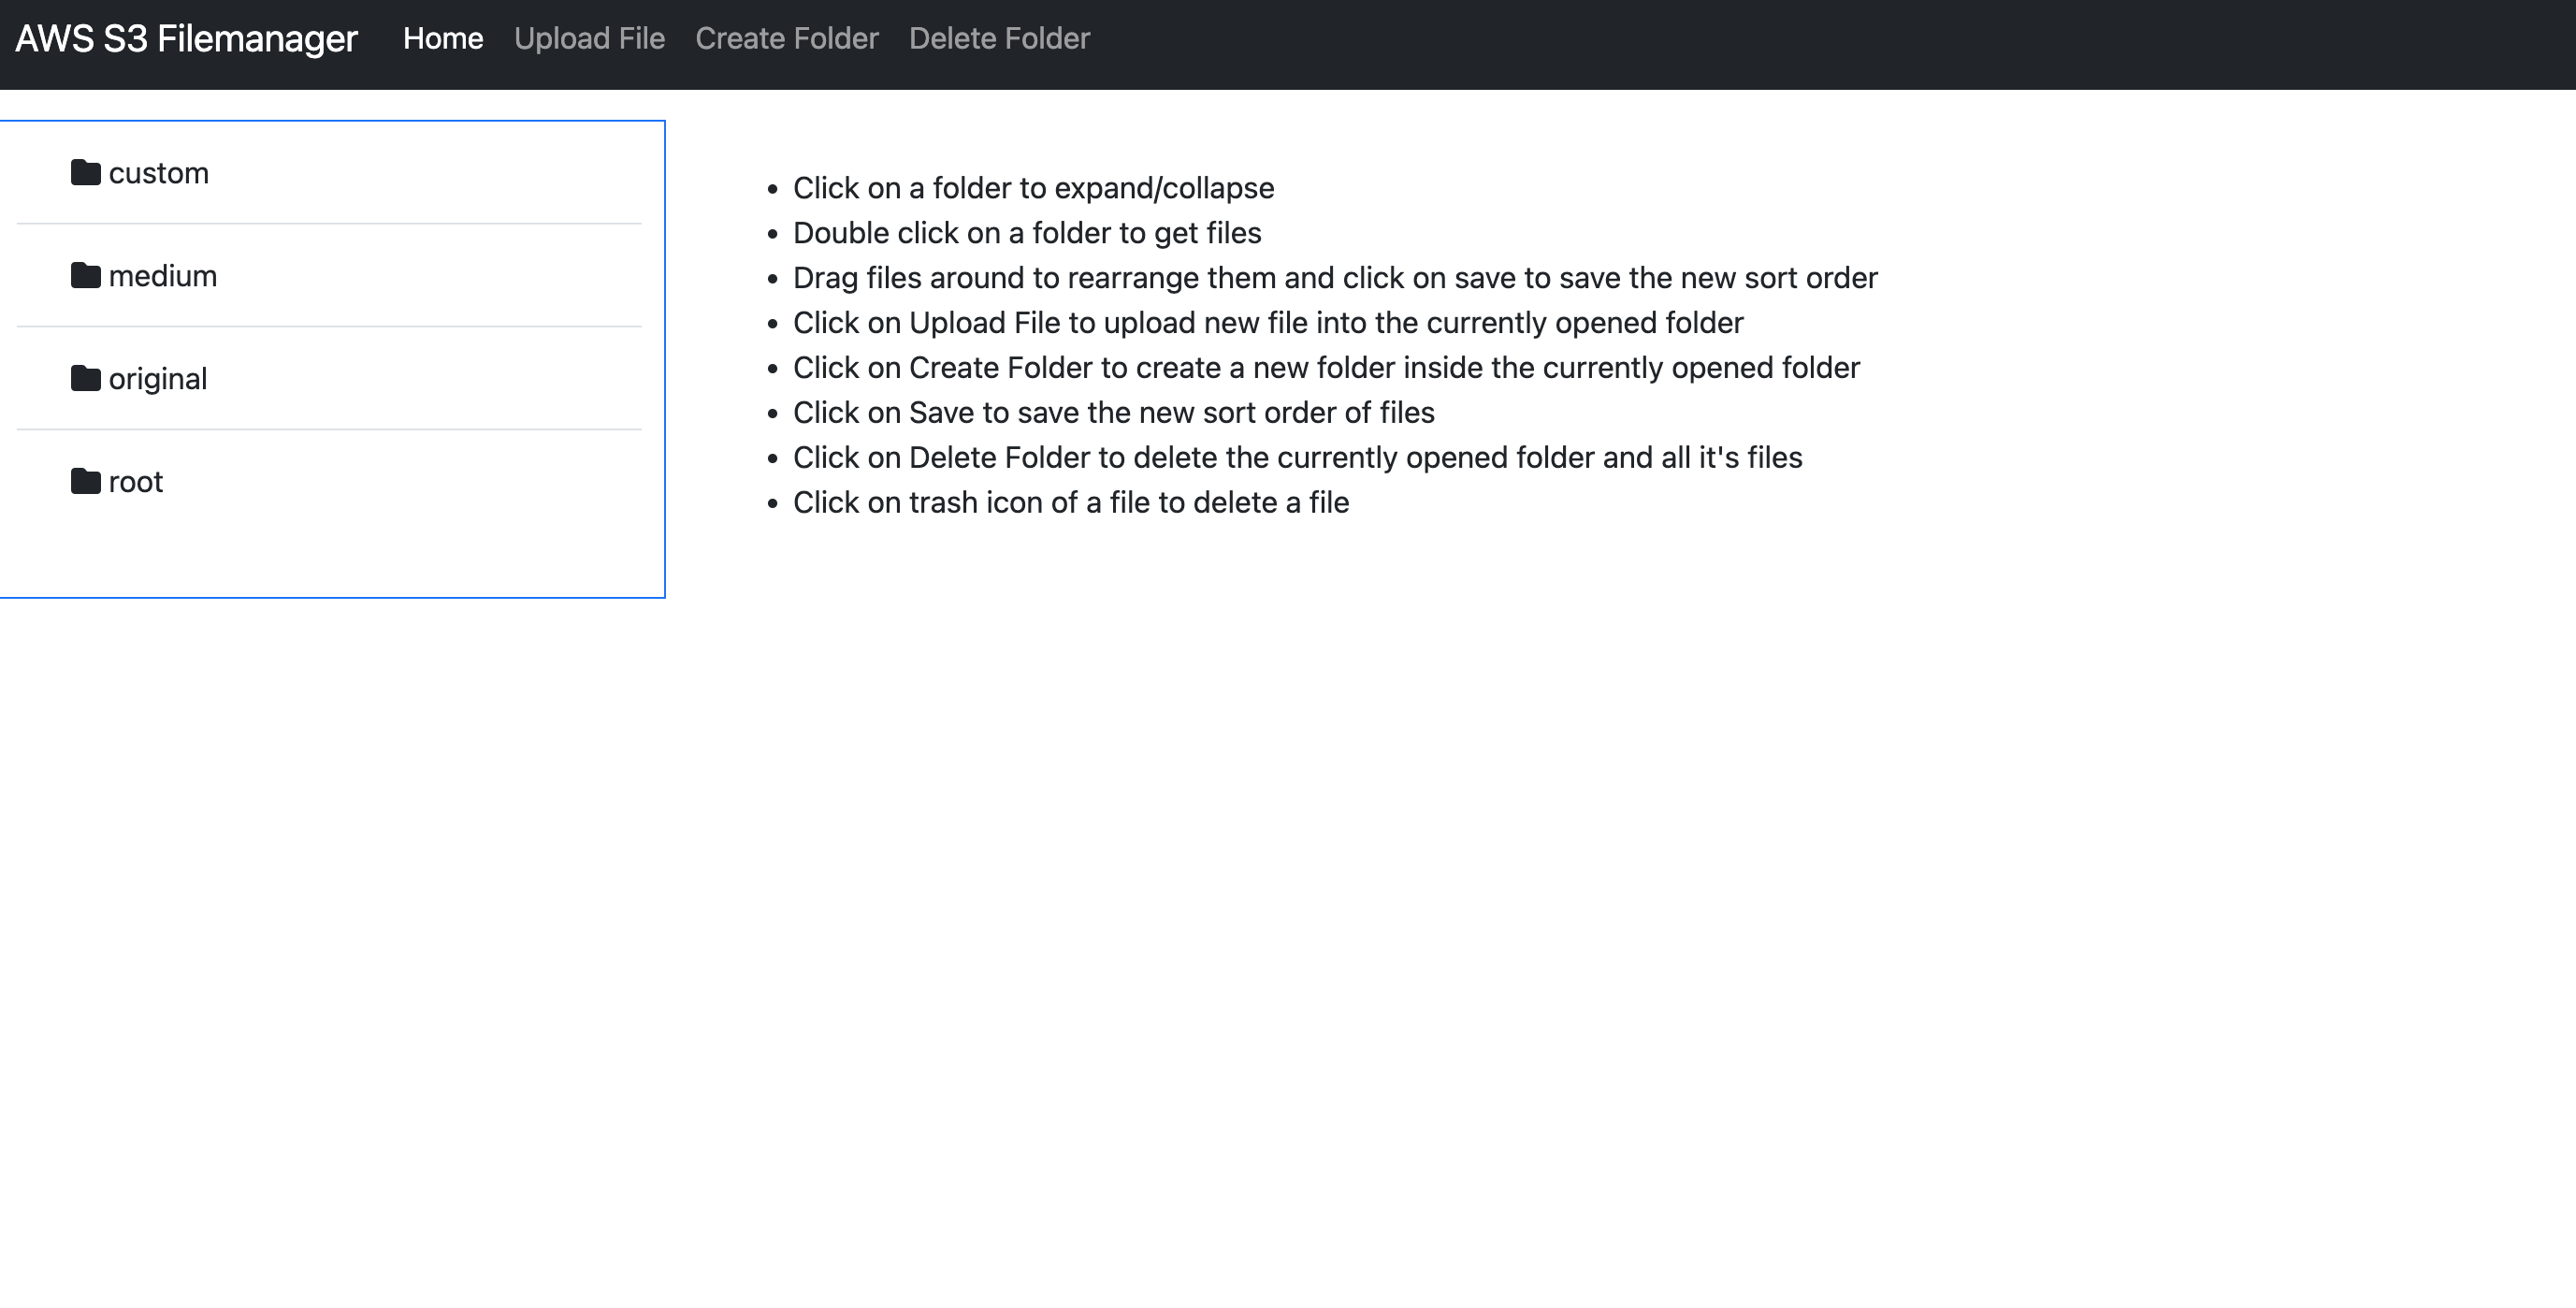 AWS S3 Filemanager Home Upload File Create Folder Delete Folder
custom
medium
original
root
Click on a folder to expand/collapse
Double click on a folder to get files
Drag files around to rearrange them and click on save to save the new sort order
Click on Upload File to upload new file into the currently opened folder
Click on Create Folder to create a new folder inside the currently opened folder
Click on Save to save the new sort order of files
Click on Delete Folder to delete the currently opened folder and all it's files
Click on trash icon of a file to delete a file